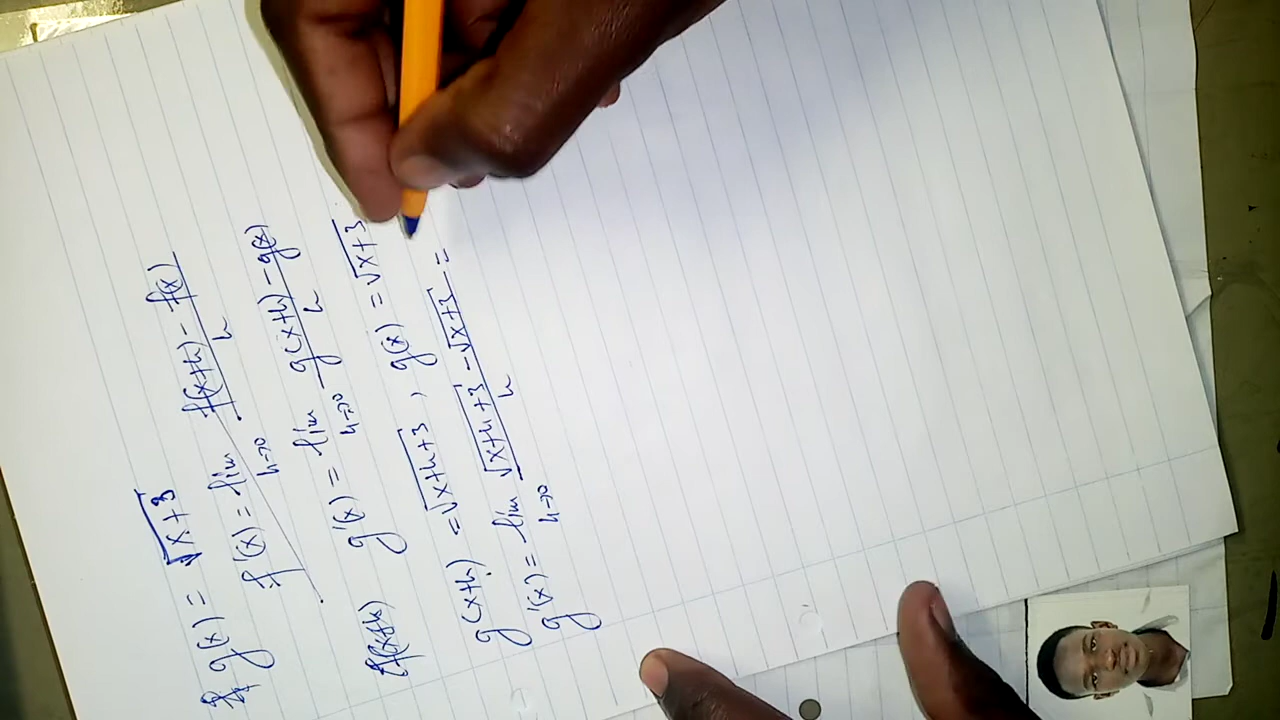 g(x) = √x+3
f'(x) = lim h→0 f(x+h) - f(x) / h
g'(x) = lim h→0 g(x+h) - g(x) / h
f(x+h)
g(x+h) = √x+h+3 , g(x) = √x+3
g'(x) = lim h→0 √x+h+3 - √x+3 / h =